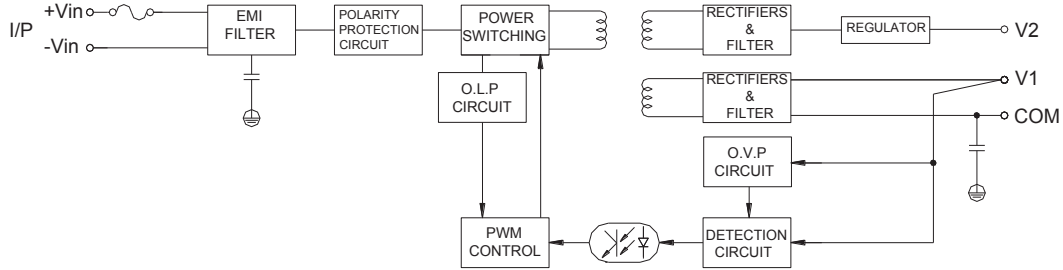 I/P
+Vin
-Vin
EMI
FILTER
POLARITY
PROTECTION
CIRCUIT
POWER
SWITCHING
RECTIFIERS
&
FILTER
REGULATOR
V2
O.L.P
CIRCUIT
RECTIFIERS
&
FILTER
V1
COM
O.V.P
CIRCUIT
PWM
CONTROL
DETECTION
CIRCUIT